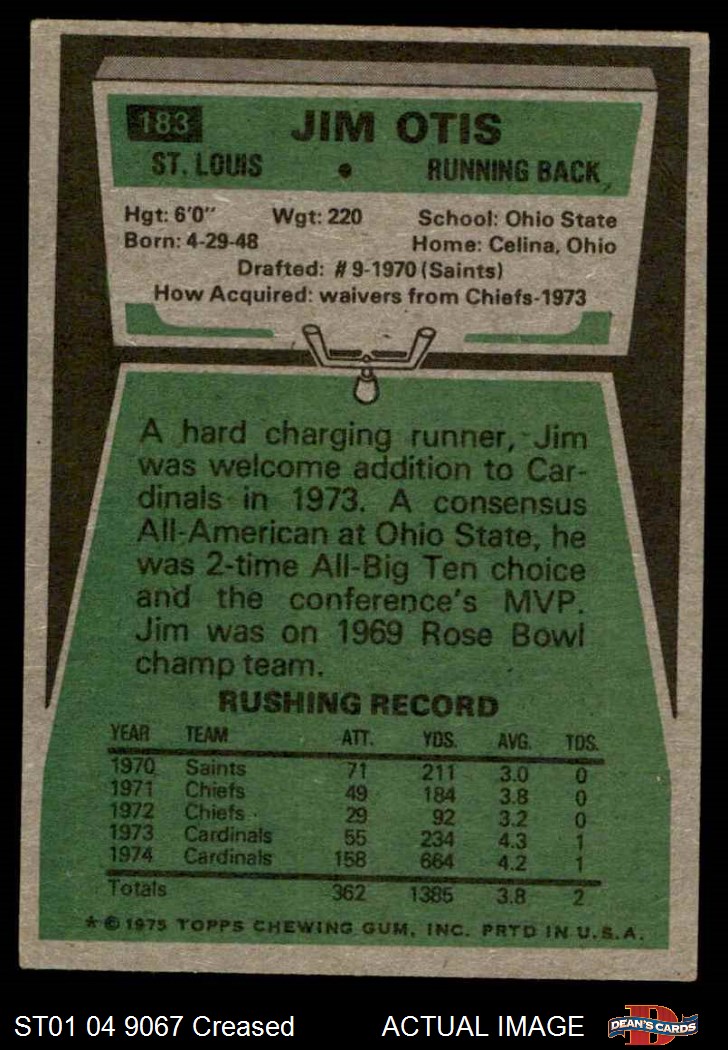 183 JIM OTIS
ST. LOUIS • RUNNING BACK
Hgt: 6'0" Wgt: 220 School: Ohio State
Born: 4-29-48 Home: Celina, Ohio
Drafted: #9-1970 (Saints)
How Acquired: waivers from Chiefs-1973
A hard charging runner, Jim
was welcome addition to Car-
dinals in 1973. A consensus
All-American at Ohio State, he
was 2-time All-Big Ten choice
and the conference's MVP.
Jim was on 1969 Rose Bowl
champ team.
RUSHING RECORD
YEAR TEAM ATT. YDS. AVG. TDS.
1970 Saints 71 211 3.0 0
1971 Chiefs 49 184 3.8 0
1972 Chiefs 29 92 3.2 0
1973 Cardinals 55 234 4.3 1
1974 Cardinals 158 664 4.2 1
Totals 362 1385 3.8 2
* © 1975 TOPPS CHEWING GUM, INC. PRTD IN U.S.A.
ST01 04 9067 Creased ACTUAL IMAGE D DEAN'S CARDS